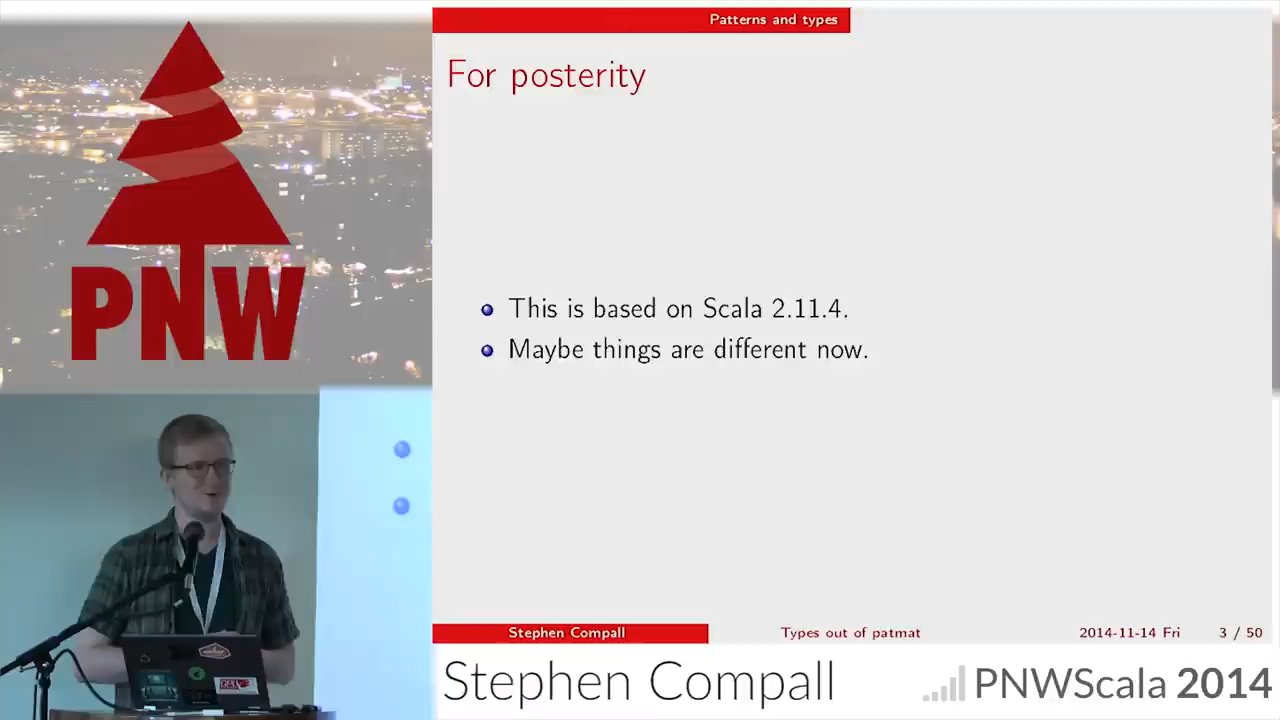 Patterns and types
For posterity
This is based on Scala 2.11.4.
Maybe things are different now.
Stephen Compall
Types out of patmat
2014-11-14 Fri
3 / 50
PNW
Stephen Compall
PNWScala 2014